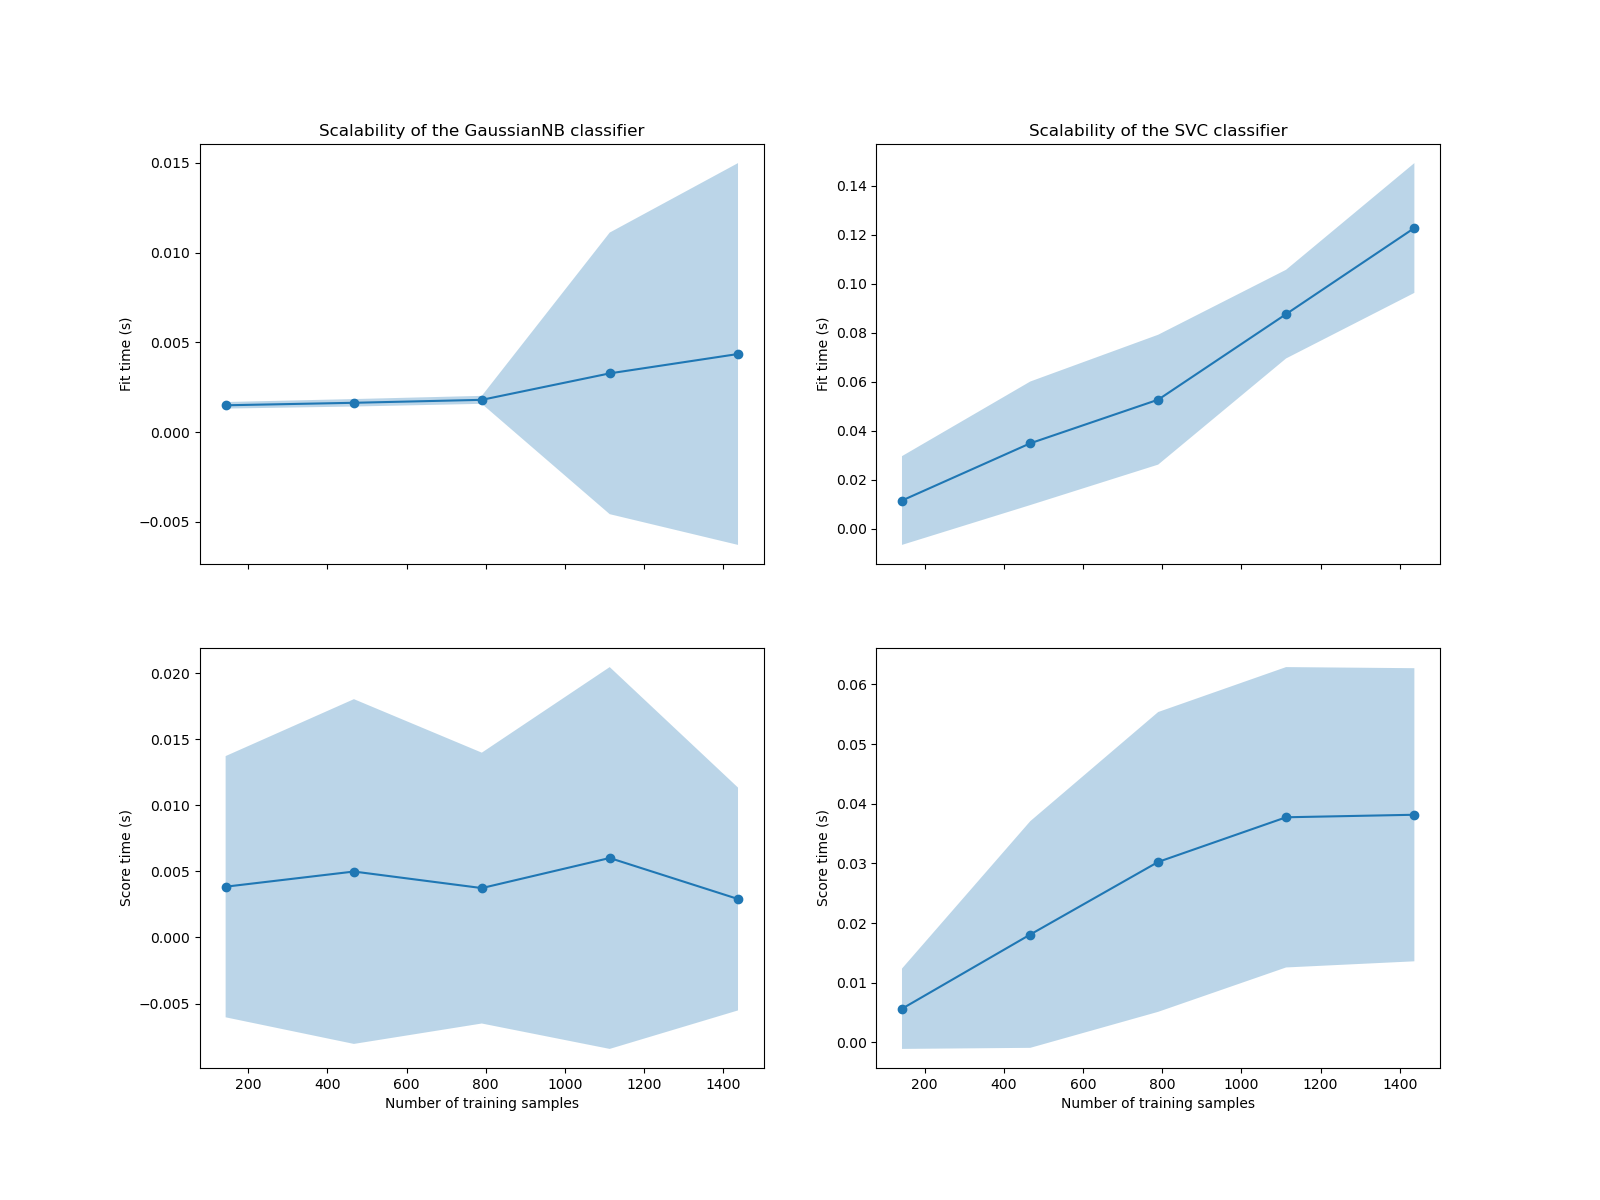 Scalability of the GaussianNB classifier
0.015
0.010
0.005
0.000
−0.005
Fit time (s)
Scalability of the SVC classifier
0.14
0.12
0.10
0.08
0.06
0.04
0.02
0.00
Fit time (s)
0.020
0.015
0.010
0.005
0.000
−0.005
Score time (s)
200 400 600 800 1000 1200 1400
Number of training samples
0.06
0.05
0.04
0.03
0.02
0.01
0.00
Score time (s)
200 400 600 800 1000 1200 1400
Number of training samples